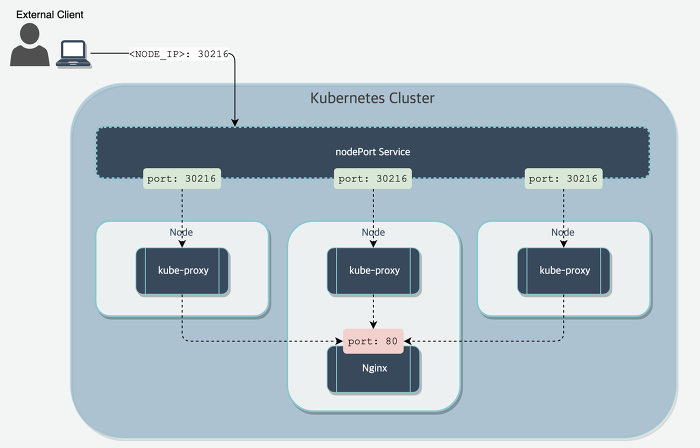 External Client
<NODE_IP>: 30216
Kubernetes Cluster
nodePort Service
port: 30216
port: 30216
port: 30216
Node
Node
Node
kube-proxy
kube-proxy
kube-proxy
port: 80
Nginx